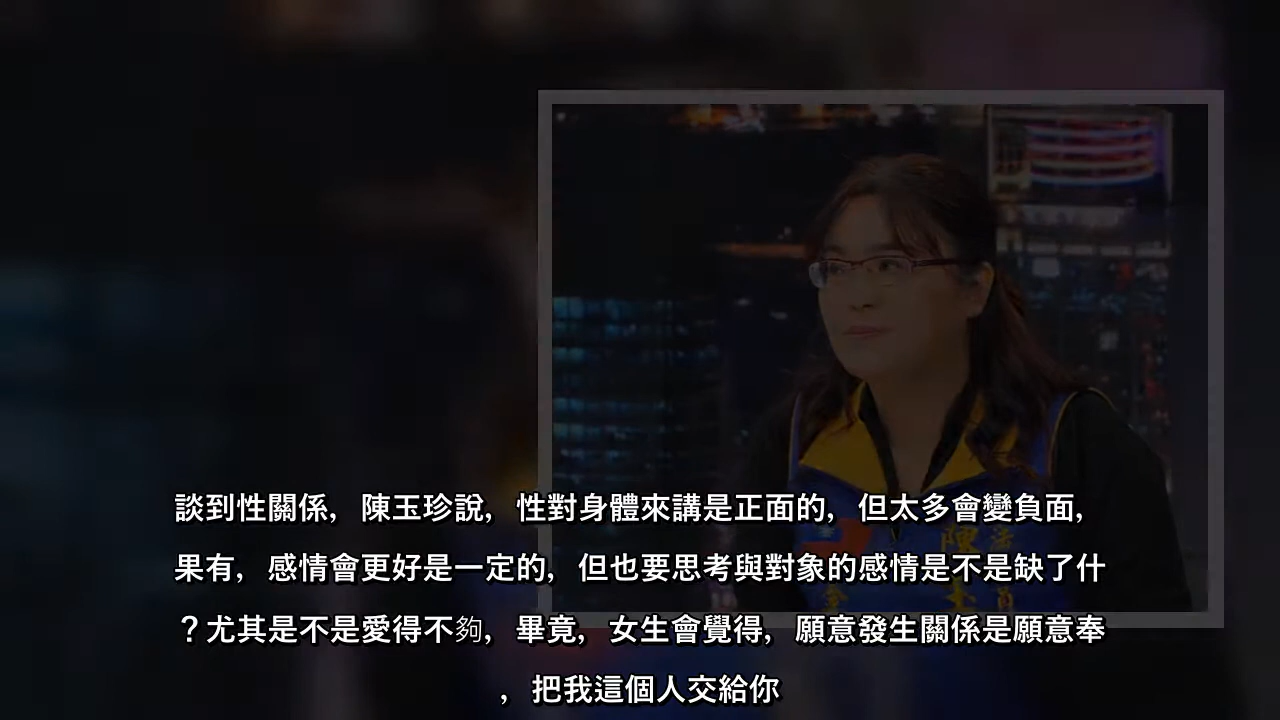 談到性關係，陳玉珍說，性對身體來講是正面的，但太多會變負面，
果有，感情會更好是一定的，但也要思考與對象的感情是不是缺了什
？尤其是不是愛得不夠，畢竟，女生會覺得，願意發生關係是願意奉
，把我這個人交給你